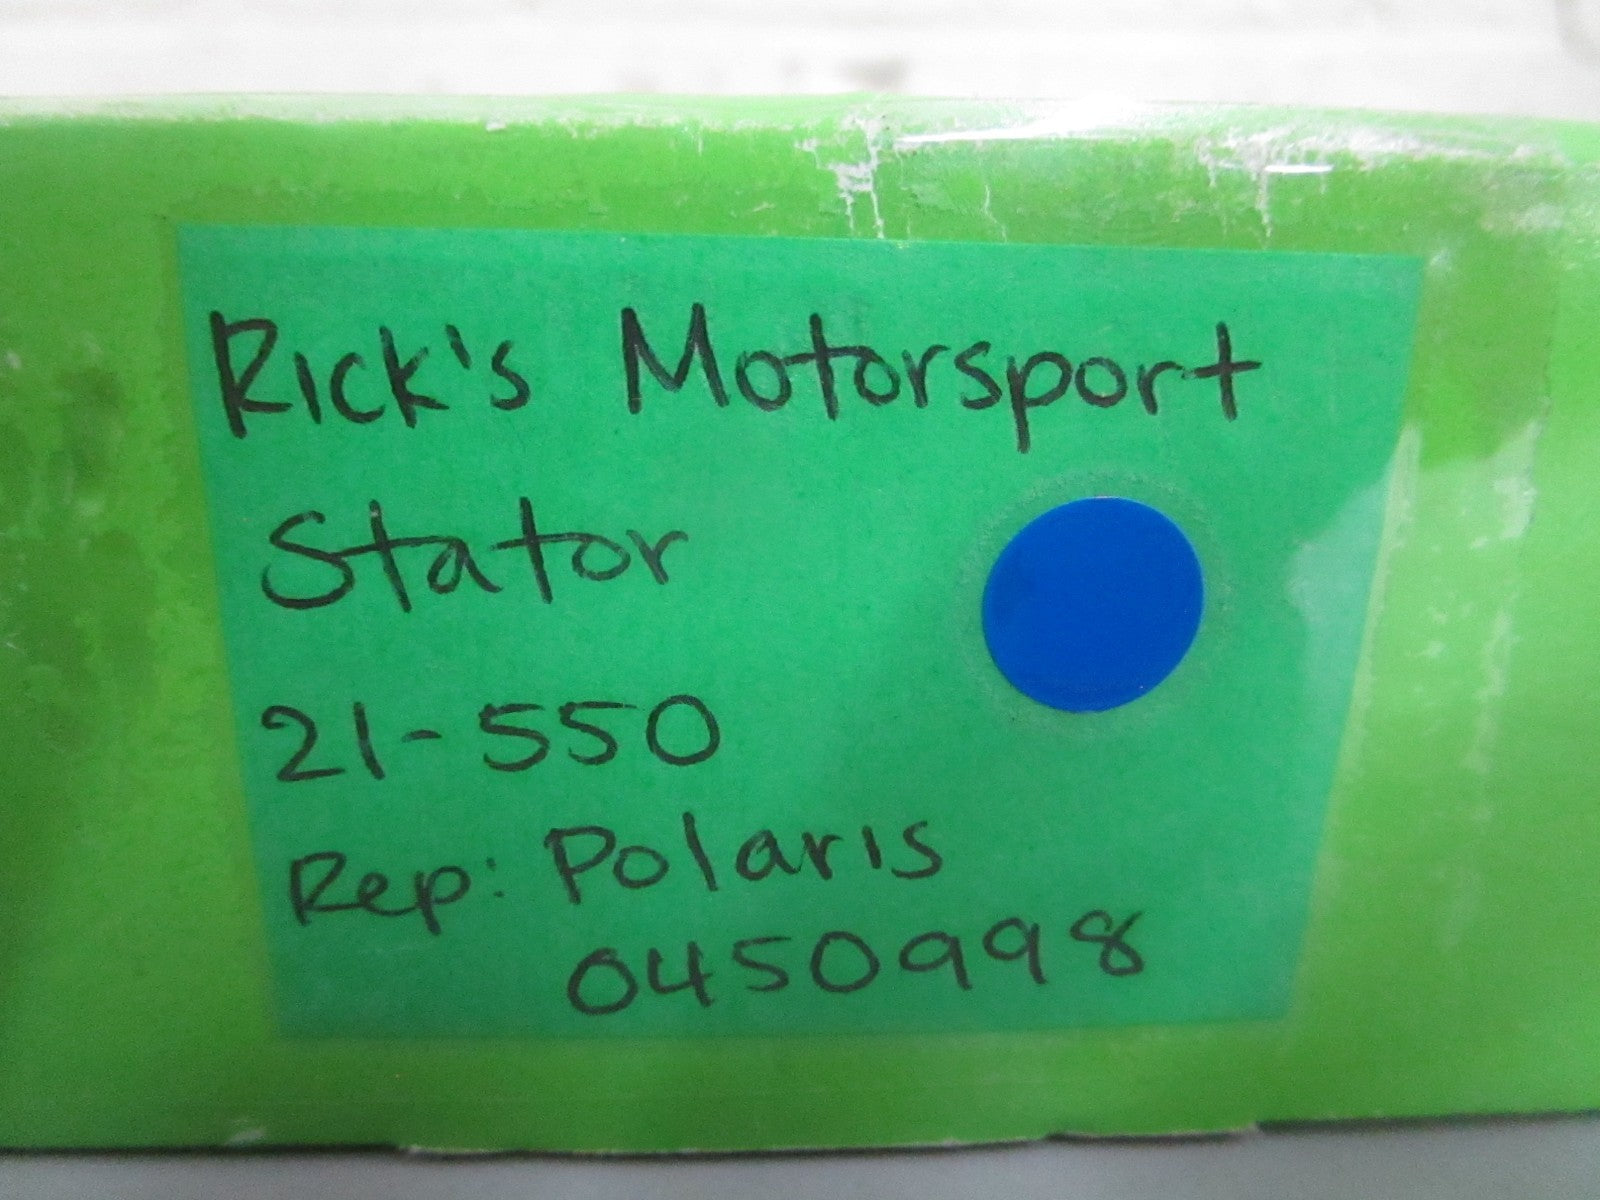 Rick's Motorsport
Stator
21-550
Rep: Polaris
0450998